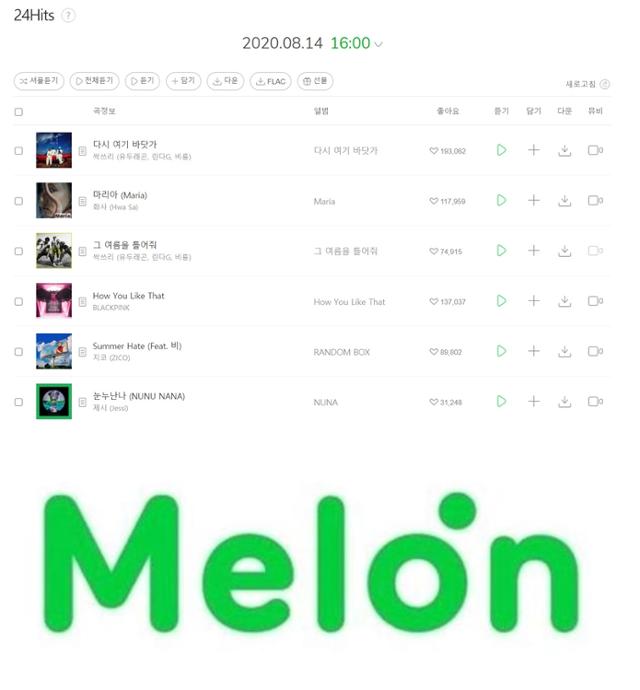 24Hits ?
2020.08.14 16:00
셔플듣기 전체듣기 듣기 담기 다운 FLAC 선물 새로고침
곡정보 앨범 좋아요 듣기 담기 다운 뮤비
다시 여기 바닷가 다시 여기 바닷가 193,062
싹쓰리 (유두래곤, 린다G, 비룡)
마리아 (Maria) Maria 117,959
화사 (Hwa Sa)
그 여름을 틀어줘 그 여름을 틀어줘 74,915
싹쓰리 (유두래곤, 린다G, 비룡)
How You Like That How You Like That 137,037
BLACKPINK
Summer Hate (Feat. 비) RANDOM BOX 89,802
지코 (ZICO)
눈누난나 (NUNU NANA) NUNA 31,248
제시 (Jessi)
Melon